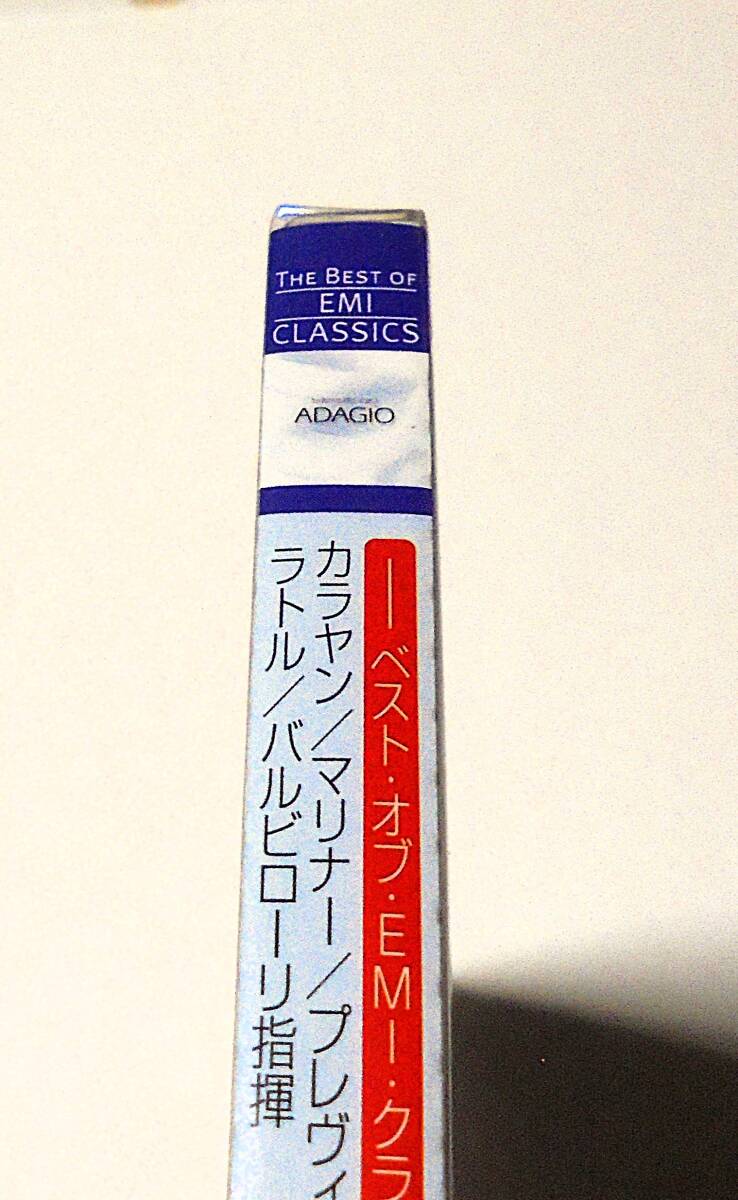 THE BEST OF
EMI
CLASSICS
ADAGIO
ーベスト・オブ・EMI・クラ
カラヤン/マリナー/プレヴィ
ラトル/バルビローリ指揮